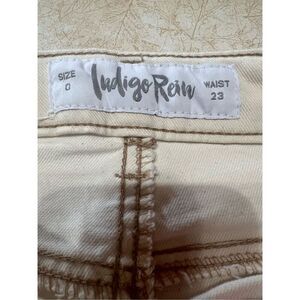 SIZE
0
Indigo Rein
WAIST
23